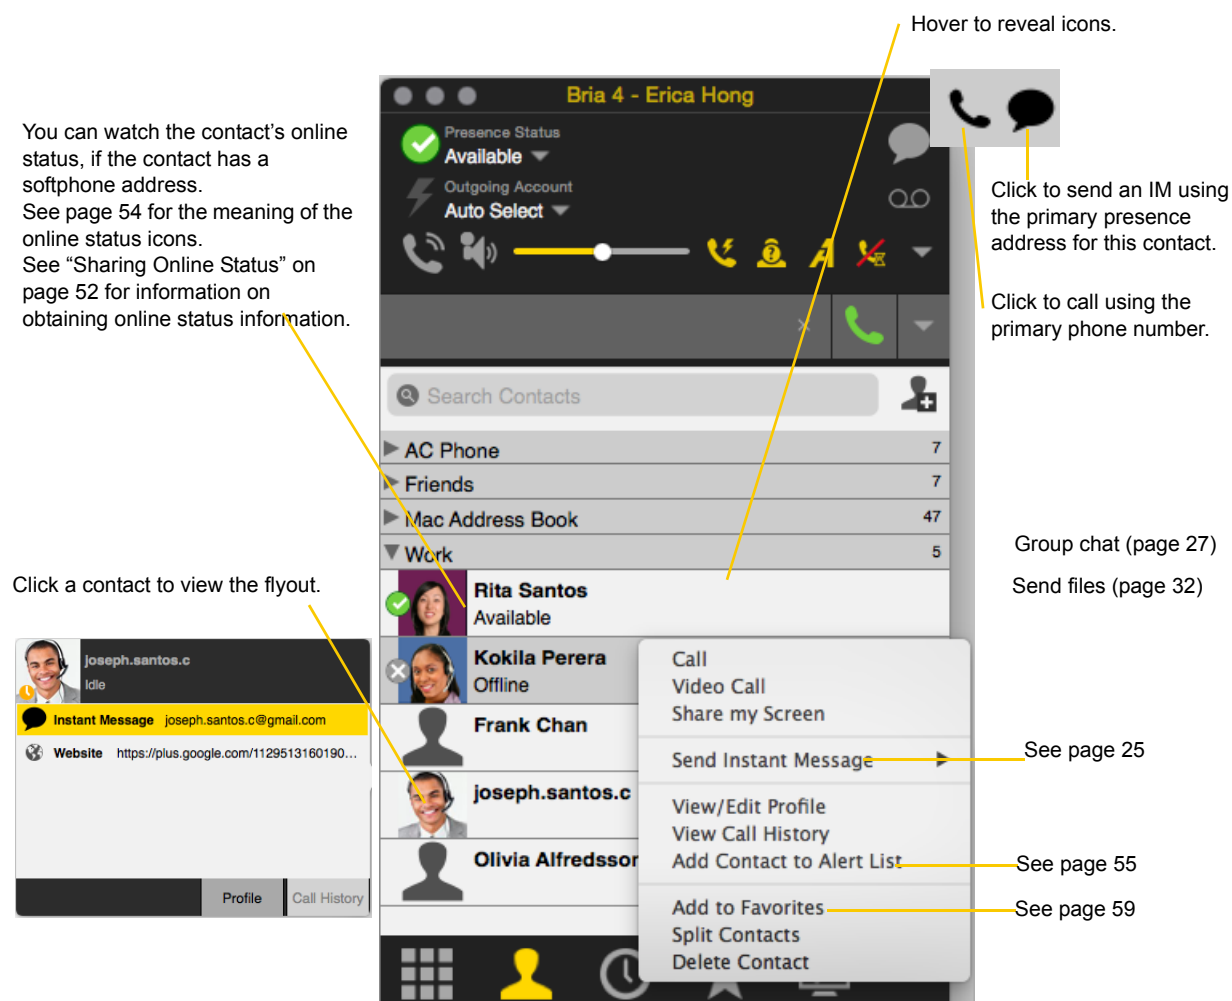 Hover to reveal icons.
Bria 4 - Erica Hong
You can watch the contact's online
status, if the contact has a
softphone address.
See page 54 for the meaning of the
online status icons.
See “Sharing Online Status” on
page 52 for information on
obtaining online status information.
Presence Status
Available
Outgoing Account
Auto Select
Click to send an IM using
the primary presence
address for this contact.
Click to call using the
primary phone number.
Search Contacts
AC Phone 7
Friends 7
Mac Address Book 47
Work 5
Group chat (page 27)
Send files (page 32)
Click a contact to view the flyout.
Rita Santos
Available
Kokila Perera
Offline
Frank Chan
joseph.santos.c
Olivia Alfredsson
joseph.santos.c
Idle
Instant Message joseph.santos.c@gmail.com
Website https://plus.google.com/1129513160190...
Profile Call History
Call
Video Call
Share my Screen
Send Instant Message
View/Edit Profile
View Call History
Add Contact to Alert List
Add to Favorites
Split Contacts
Delete Contact
See page 25
See page 55
See page 59